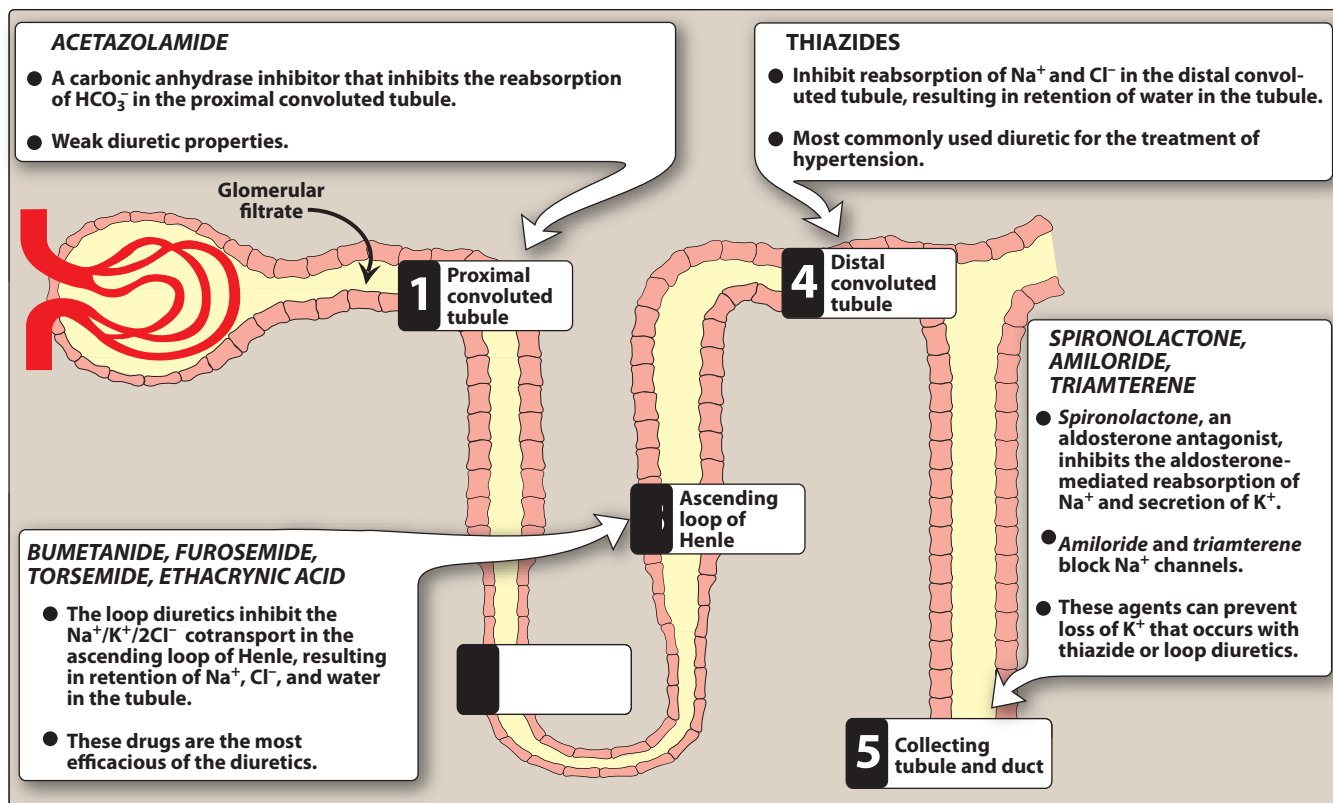 ACETAZOLAMIDE
● A carbonic anhydrase inhibitor that inhibits the reabsorption
of HCO₃⁻ in the proximal convoluted tubule.
● Weak diuretic properties.
THIAZIDES
● Inhibit reabsorption of Na⁺ and Cl⁻ in the distal convol-
uted tubule, resulting in retention of water in the tubule.
● Most commonly used diuretic for the treatment of
hypertension.
Glomerular
filtrate
1 Proximal
convoluted
tubule
4 Distal
convoluted
tubule
SPIRONOLACTONE,
AMILORIDE,
TRIAMTERENE
● Spironolactone, an
aldosterone antagonist,
inhibits the aldosterone-
mediated reabsorption of
Na⁺ and secretion of K⁺.
● Amiloride and triamterene
block Na⁺ channels.
● These agents can prevent
loss of K⁺ that occurs with
thiazide or loop diuretics.
Ascending
loop of
Henle
BUMETANIDE, FUROSEMIDE,
TORSEMIDE, ETHACRYNIC ACID
● The loop diuretics inhibit the
Na⁺/K⁺/2Cl⁻ cotransport in the
ascending loop of Henle, resulting
in retention of Na⁺, Cl⁻, and water
in the tubule.
● These drugs are the most
efficacious of the diuretics.
5 Collecting
tubule and duct